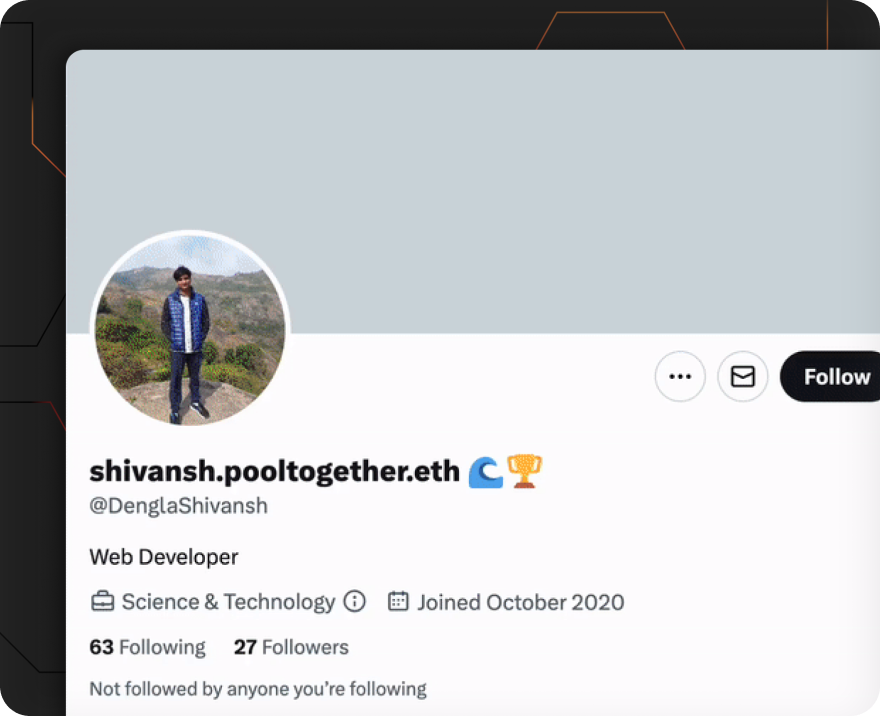 Follow
shivansh.pooltogether.eth 🌊🏆
@DenglaShivansh
Web Developer
Science & Technology Joined October 2020
63 Following 27 Followers
Not followed by anyone you’re following